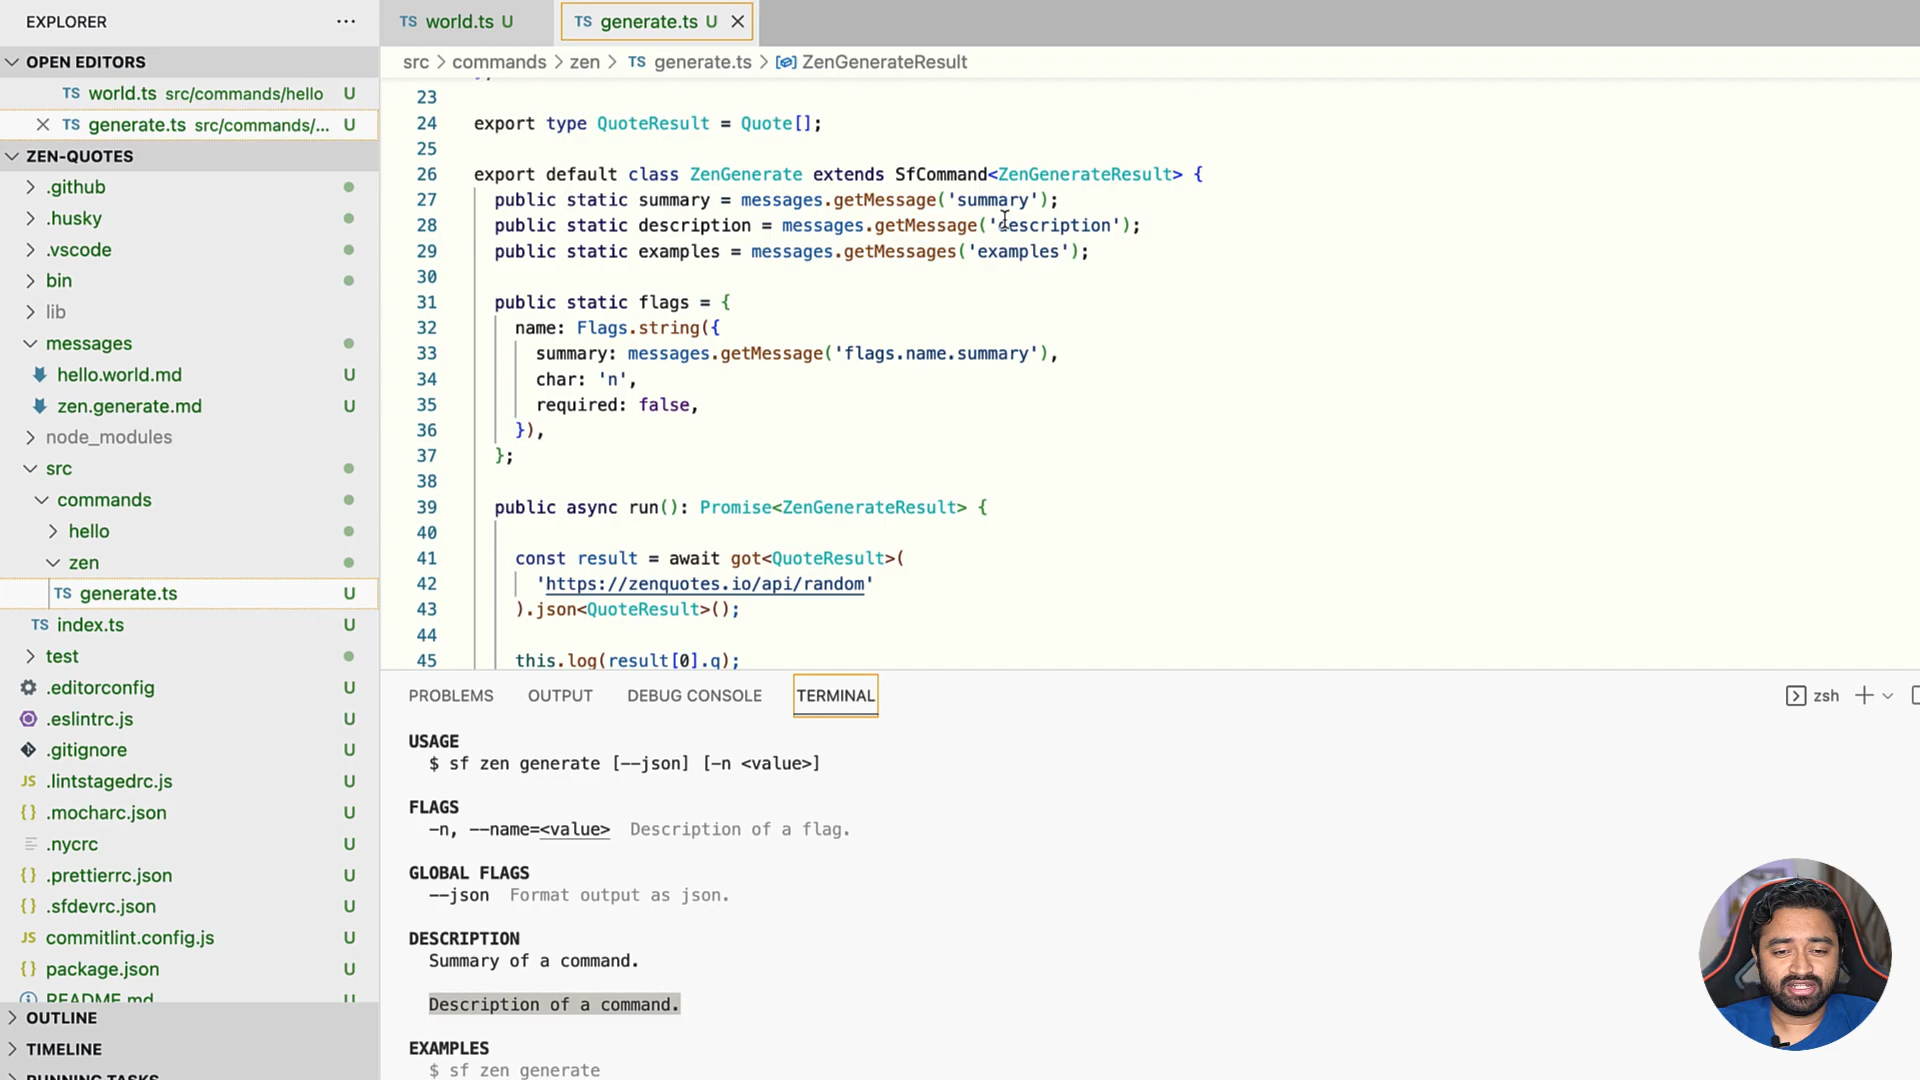 EXPLORER
OPEN EDITORS
TS world.ts src/commands/hello U
TS generate.ts src/commands/... U
ZEN-QUOTES
.github
.husky
.vscode
bin
lib
messages
hello.world.md U
zen.generate.md U
node_modules
src
commands
hello
zen
TS generate.ts U
TS index.ts U
test
.editorconfig U
.eslintrc.js U
.gitignore U
JS .lintstagedrc.js U
{} .mocharc.json U
.nycrc U
{} .prettierrc.json U
{} .sfdevrc.json U
JS commitlint.config.js U
{} package.json U
README.md U
OUTLINE
TIMELINE
RUNNING TASKS
TS world.ts U
TS generate.ts U
src > commands > zen > TS generate.ts > ZenGenerateResult
23
24 export type QuoteResult = Quote[];
25
26 export default class ZenGenerate extends SfCommand<ZenGenerateResult> {
27 public static summary = messages.getMessage('summary');
28 public static description = messages.getMessage('description');
29 public static examples = messages.getMessages('examples');
30
31 public static flags = {
32 name: Flags.string({
33 summary: messages.getMessage('flags.name.summary'),
34 char: 'n',
35 required: false,
36 }),
37 };
38
39 public async run(): Promise<ZenGenerateResult> {
40
41 const result = await got<QuoteResult>(
42 'https://zenquotes.io/api/random'
43 ).json<QuoteResult>();
44
45 this.log(result[0].q);
PROBLEMS OUTPUT DEBUG CONSOLE TERMINAL
zsh
USAGE
$ sf zen generate [--json] [-n <value>]
FLAGS
-n, --name=<value> Description of a flag.
GLOBAL FLAGS
--json Format output as json.
DESCRIPTION
Summary of a command.
Description of a command.
EXAMPLES
$ sf zen generate